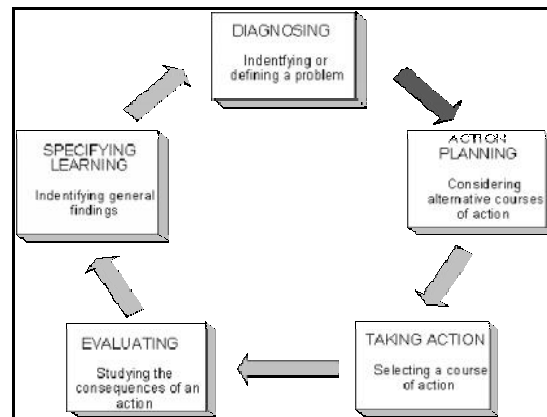 DIAGNOSING
Indentfying or
defining a problem
ACTION
PLANNING
Considering
alternative courses
of action
TAKING ACTION
Selecting a course
of action
EVALUATING
Studying the
consequences of an
action
SPECIFYING
LEARNING
Indentifying general
findings